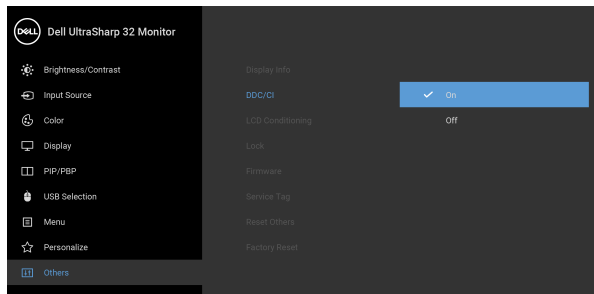 DELL Dell UltraSharp 32 Monitor
Brightness/Contrast
Display Info
Input Source
DDC/CI
On
Color
LCD Conditioning
Off
Display
Lock
PIP/PBP
Firmware
USB Selection
Service Tag
Menu
Reset Others
Personalize
Factory Reset
Others